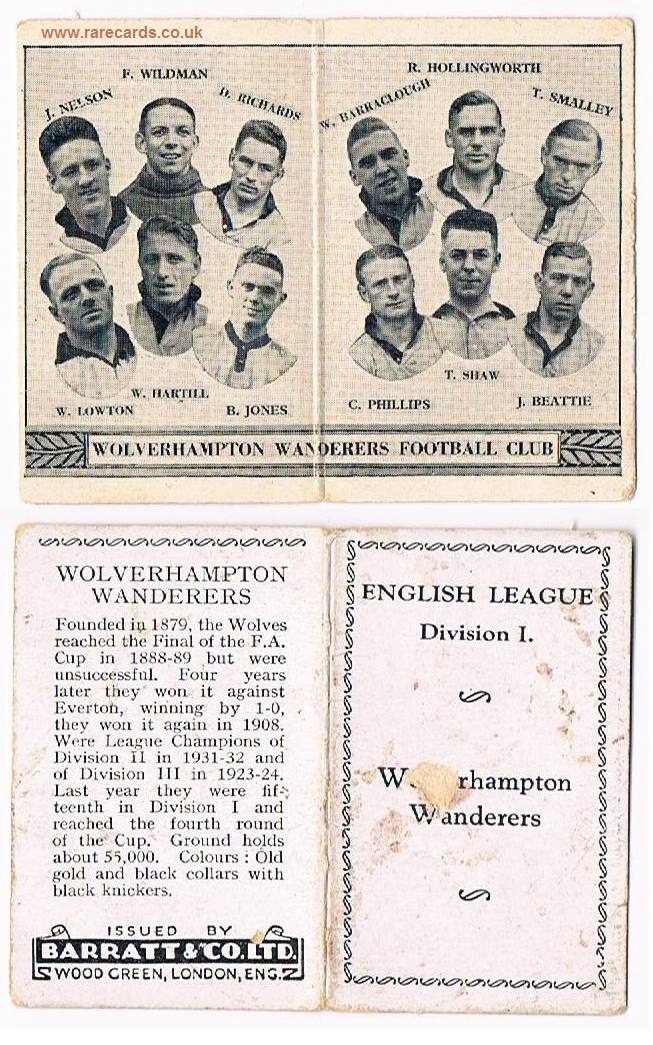 www.rarecards.co.uk
F. WILDMAN
J. NELSON
D. RICHARDS
R. HOLLINGWORTH
W. BARRACLOUGH
T. SMALLEY
W. HARTILL
W. LOWTON
B. JONES
T. SHAW
C. PHILLIPS
J. BEATTIE
WOLVERHAMPTON WANDERERS FOOTBALL CLUB
WOLVERHAMPTON
WANDERERS
Founded in 1879, the Wolves
reached the Final of the F.A.
Cup in 1888-89 but were
unsuccessful. Four years
later they won it against
Everton, winning by 1-0,
they won it again in 1908.
Were League Champions of
Division II in 1931-32 and
of Division III in 1923-24.
Last year they were fif-
teenth in Division I and
reached the fourth round
of the Cup. Ground holds
about 55,000. Colours : Old
gold and black collars with
black knickers.
ISSUED BY
BARRATT & CO. LTD.
WOOD GREEN, LONDON, ENG.
ENGLISH LEAGUE
Division I.
W rhampton
Wanderers